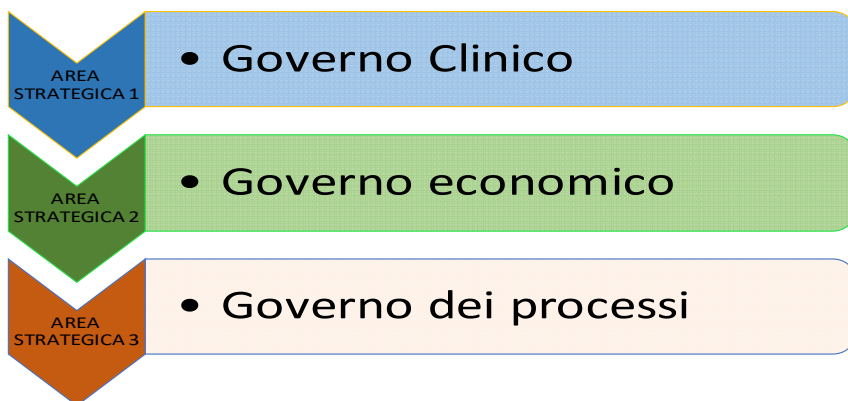 AREA
STRATEGICA 1
• Governo Clinico
AREA
STRATEGICA 2
• Governo economico
AREA
STRATEGICA 3
• Governo dei processi